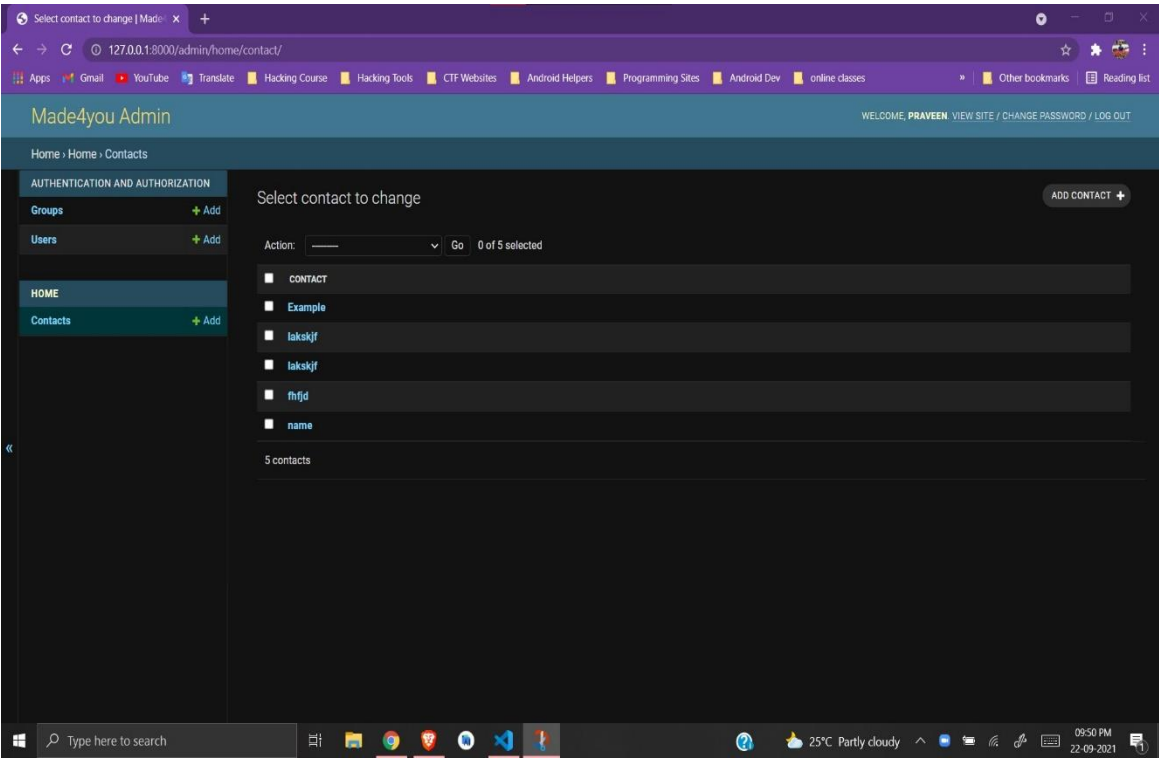 Select contact to change | Made4
127.0.0.1:8000/admin/home/contact/
Apps Gmail YouTube Translate Hacking Course Hacking Tools CTF Websites Android Helpers Programming Sites Android Dev online classes » Other bookmarks Reading list
Made4you Admin
WELCOME, PRAVEEN. VIEW SITE / CHANGE PASSWORD / LOG OUT
Home › Home › Contacts
AUTHENTICATION AND AUTHORIZATION
Groups + Add
Users + Add
HOME
Contacts + Add
«
Select contact to change
ADD CONTACT +
Action: --------- Go 0 of 5 selected
CONTACT
Example
lakskjf
lakskjf
fhfjd
name
5 contacts
Type here to search
25°C Partly cloudy
09:50 PM
22-09-2021